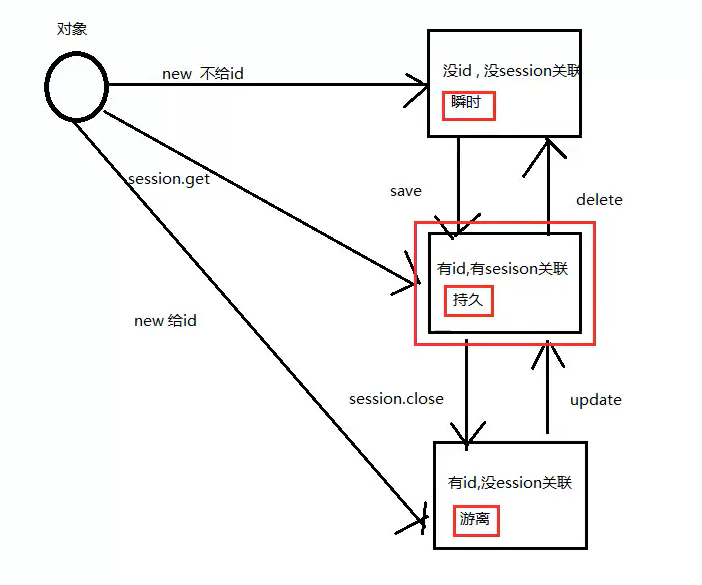 对象
new 不给id
没id , 没session关联
瞬时
session.get
save
delete
有id,有sesison关联
持久
new 给id
session.close
update
有id,没ession关联
游离